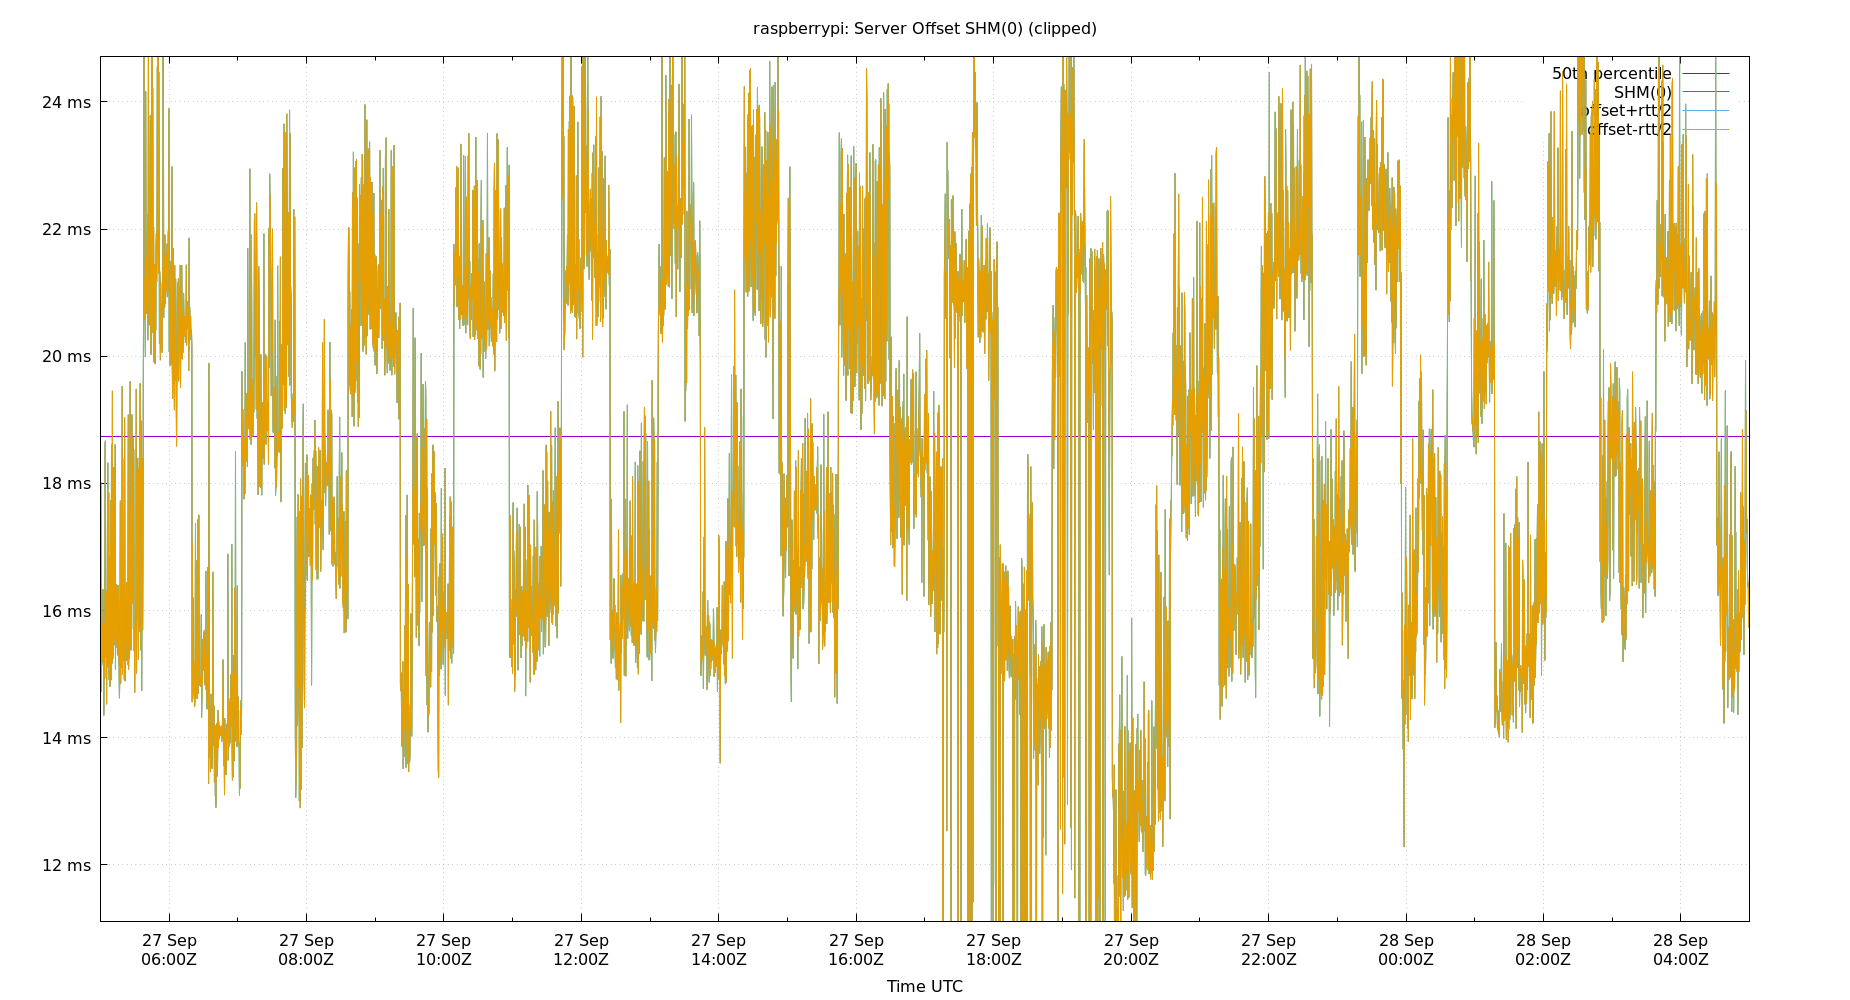 raspberrypi: Server Offset SHM(0) (clipped)
50th percentile
SHM(0)
offset+rtt/2
offset-rtt/2
24 ms
22 ms
20 ms
18 ms
16 ms
14 ms
12 ms
27 Sep 27 Sep 27 Sep 27 Sep 27 Sep 27 Sep 27 Sep 27 Sep 27 Sep 28 Sep 28 Sep 28 Sep
06:00Z 08:00Z 10:00Z 12:00Z 14:00Z 16:00Z 18:00Z 20:00Z 22:00Z 00:00Z 02:00Z 04:00Z
Time UTC